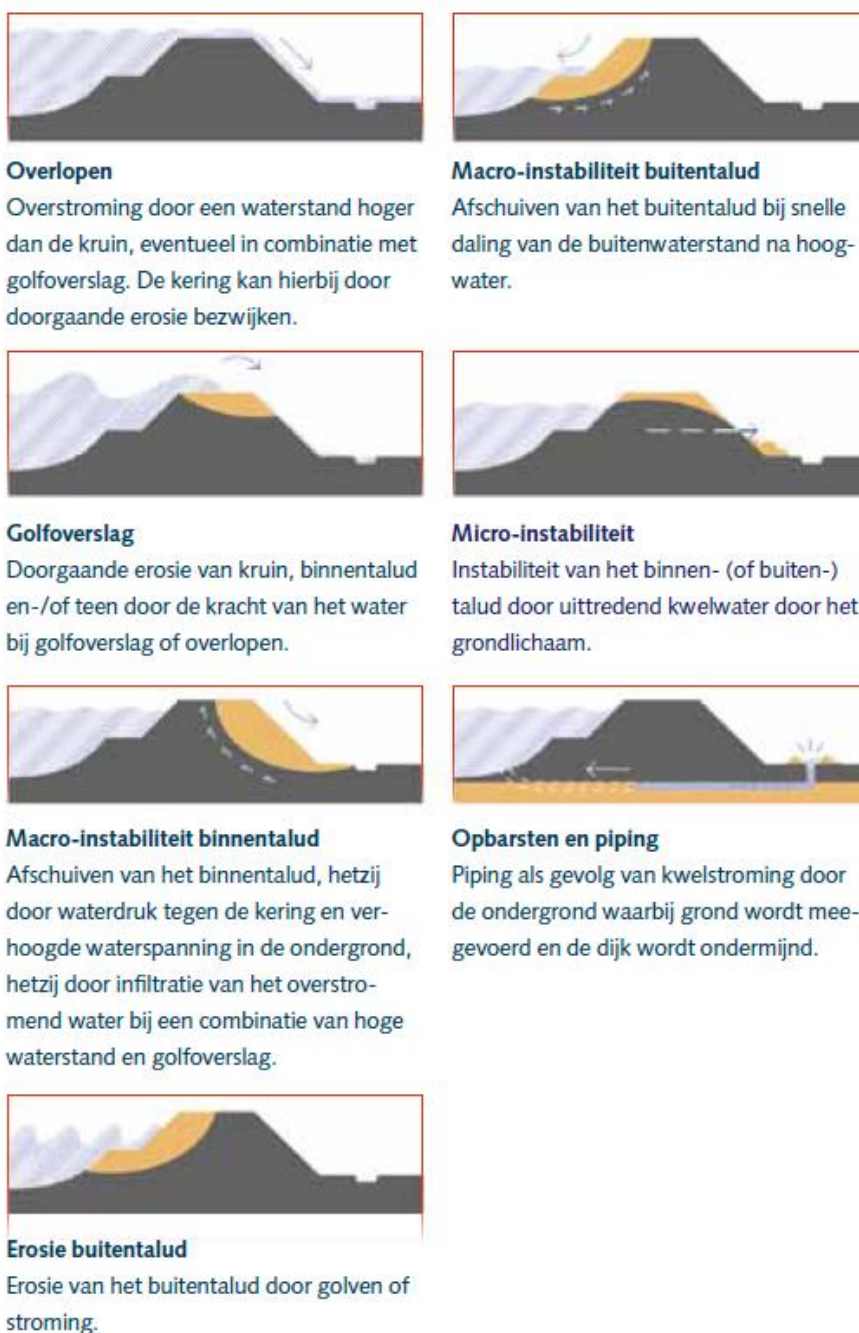 Overlopen
Overstroming door een waterstand hoger
dan de kruin, eventueel in combinatie met
golfoverslag. De kering kan hierbij door
doorgaande erosie bezwijken.
Macro-instabiliteit buitentalud
Afschuiven van het buitentalud bij snelle
daling van de buitenwaterstand na hoog-
water.
Golfoverslag
Doorgaande erosie van kruin, binnentalud
en-/of teen door de kracht van het water
bij golfoverslag of overlopen.
Micro-instabiliteit
Instabiliteit van het binnen- (of buiten-)
talud door uittredend kwelwater door het
grondlichaam.
Macro-instabiliteit binnentalud
Afschuiven van het binnentalud, hetzij
door waterdruk tegen de kering en ver-
hoogde waterspanning in de ondergrond,
hetzij door infiltratie van het overstro-
mend water bij een combinatie van hoge
waterstand en golfoverslag.
Opbarsten en piping
Piping als gevolg van kwelstroming door
de ondergrond waarbij grond wordt mee-
gevoerd en de dijk wordt ondermijnd.
Erosie buitentalud
Erosie van het buitentalud door golven of
stroming.